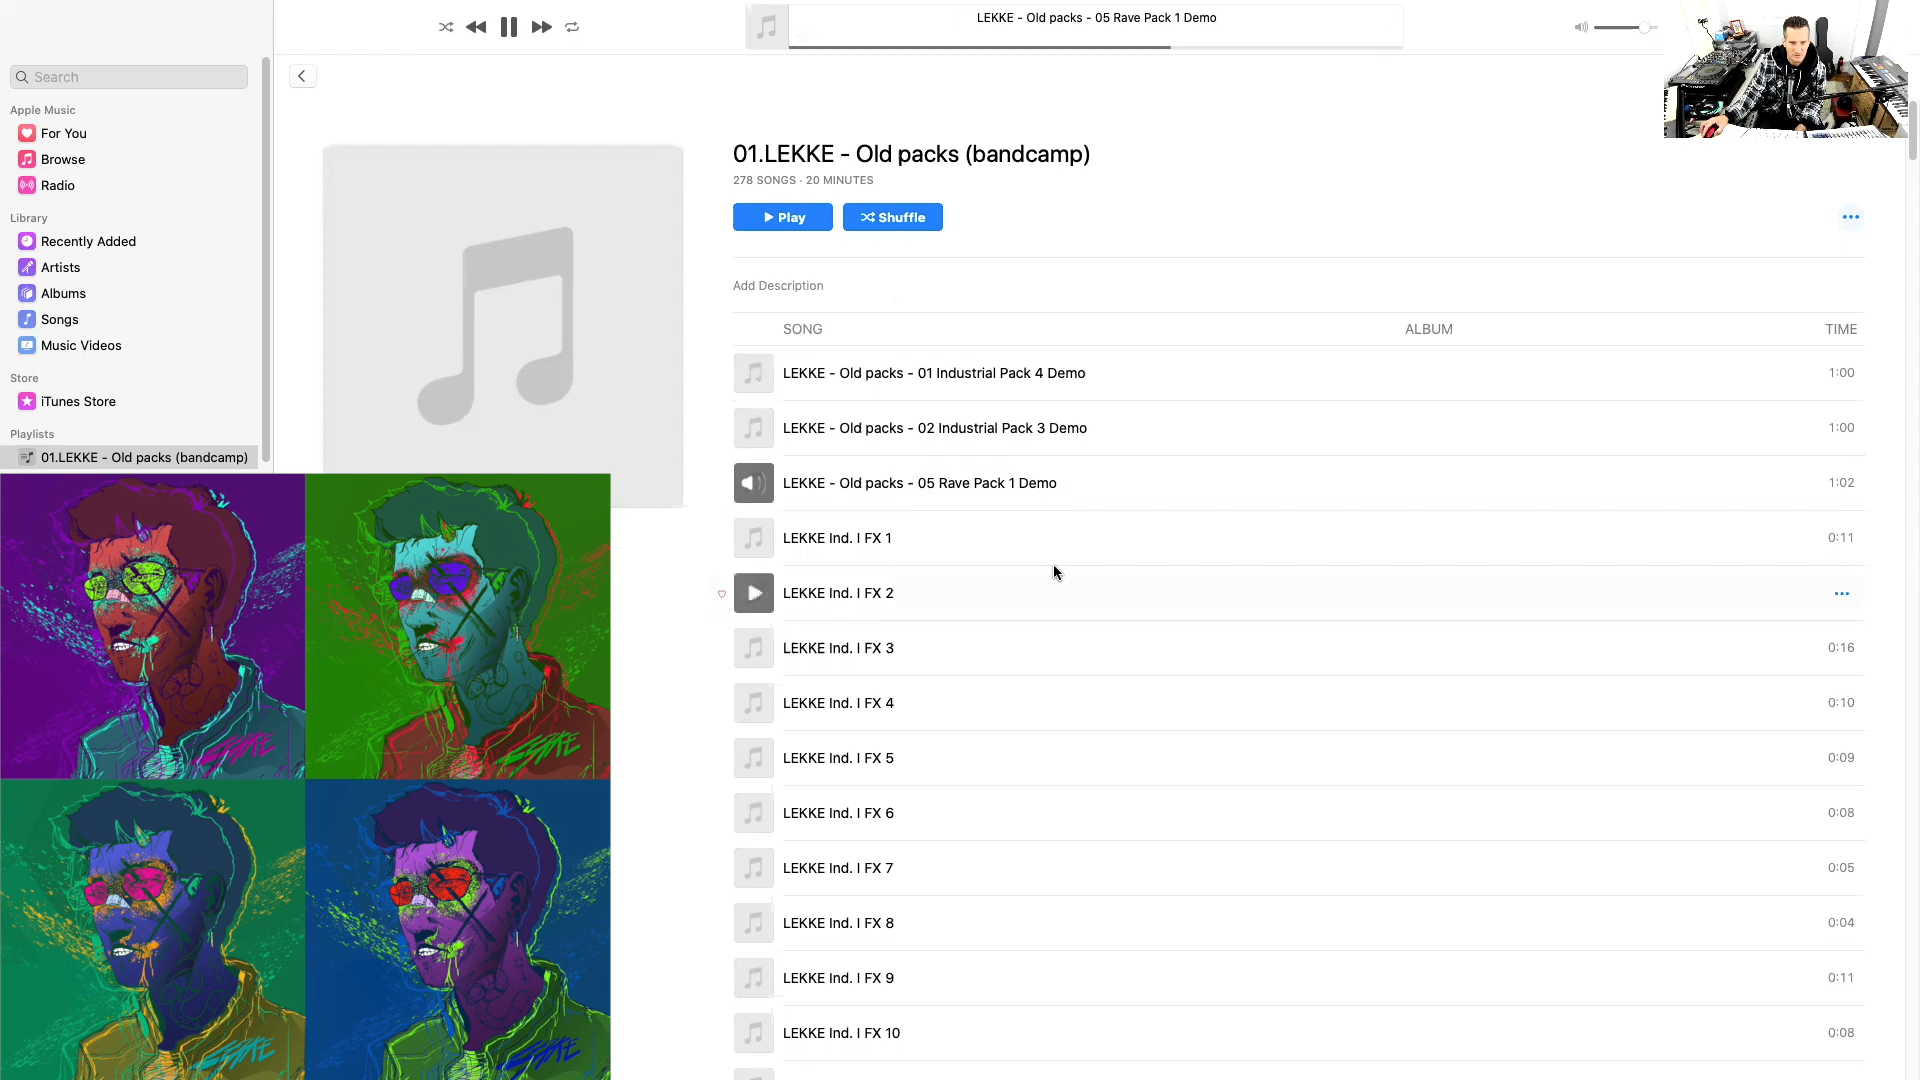 LEKKE - Old packs - 05 Rave Pack 1 Demo
Search
Apple Music
For You
Browse
Radio
Library
Recently Added
Artists
Albums
Songs
Music Videos
Store
iTunes Store
Playlists
01.LEKKE - Old packs (bandcamp)
01.LEKKE - Old packs (bandcamp)
278 SONGS · 20 MINUTES
Play
Shuffle
Add Description
SONG ALBUM TIME
LEKKE - Old packs - 01 Industrial Pack 4 Demo 1:00
LEKKE - Old packs - 02 Industrial Pack 3 Demo 1:00
LEKKE - Old packs - 05 Rave Pack 1 Demo 1:02
LEKKE Ind. I FX 1 0:11
LEKKE Ind. I FX 2
LEKKE Ind. I FX 3 0:16
LEKKE Ind. I FX 4 0:10
LEKKE Ind. I FX 5 0:09
LEKKE Ind. I FX 6 0:08
LEKKE Ind. I FX 7 0:05
LEKKE Ind. I FX 8 0:04
LEKKE Ind. I FX 9 0:11
LEKKE Ind. I FX 10 0:08